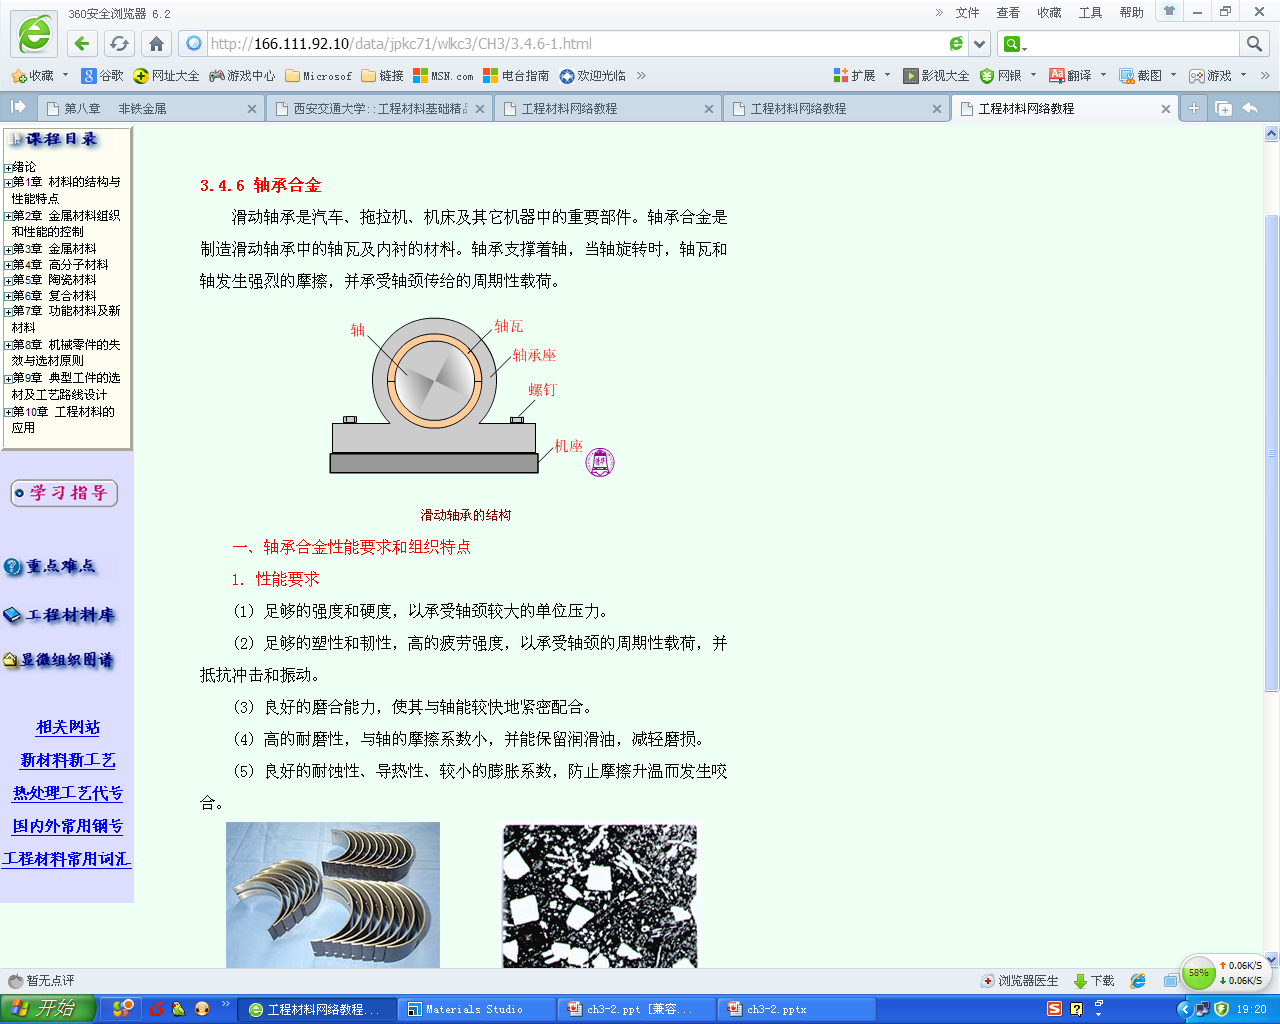 360安全浏览器 6.2
» 文件 查看 收藏 工具 帮助
http://166.111.92.10/data/jpkc71/wlkc3/CH3/3.4.6-1.html
收藏 谷歌 网址大全 游戏中心 Microsof 链接 MSN.com 电台指南 欢迎光临 » 扩展 影视大全 网银 翻译 截图 游戏 »
第八章 非铁金属 西安交通大学::工程材料基础精品 工程材料网络教程 工程材料网络教程 工程材料网络教程
课程目录
绪论
第1章 材料的结构与
性能特点
第2章 金属材料组织
和性能的控制
第3章 金属材料
第4章 高分子材料
第5章 陶瓷材料
第6章 复合材料
第7章 功能材料及新
材料
第8章 机械零件的失
效与选材原则
第9章 典型工件的选
材及工艺路线设计
第10章 工程材料的
应用
学习指导
重点难点
工程材料库
显微组织图谱
相关网站
新材料新工艺
热处理工艺代号
国内外常用钢号
工程材料常用词汇
3.4.6 轴承合金
滑动轴承是汽车、拖拉机、机床及其它机器中的重要部件。轴承合金是
制造滑动轴承中的轴瓦及内衬的材料。轴承支撑着轴，当轴旋转时，轴瓦和
轴发生强烈的摩擦，并承受轴颈传给的周期性载荷。
轴
轴瓦
轴承座
螺钉
机座
滑动轴承的结构
一、轴承合金性能要求和组织特点
1. 性能要求
(1) 足够的强度和硬度，以承受轴颈较大的单位压力。
(2) 足够的塑性和韧性，高的疲劳强度，以承受轴颈的周期性载荷，并
抵抗冲击和振动。
(3) 良好的磨合能力，使其与轴能较快地紧密配合。
(4) 高的耐磨性，与轴的摩擦系数小，并能保留润滑油，减轻磨损。
(5) 良好的耐蚀性、导热性、较小的膨胀系数，防止摩擦升温而发生咬
合。
暂无点评 浏览器医生 下载
58% 0.06K/S
0.06K/S
开始 » 工程材料网络教程... Materials Studio ch3-2.ppt [兼容... ch3-2.pptx 19:20